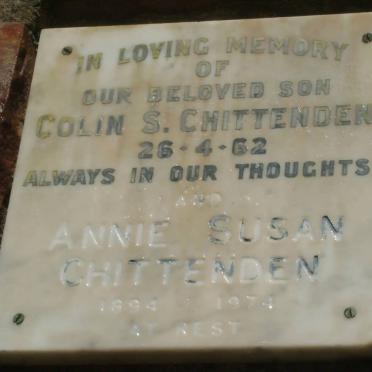 IN LOVING MEMORY
OF
OUR BELOVED SON
COLIN S. CHITTENDEN
26-4-62
ALWAYS IN OUR THOUGHTS
AND
ANNIE SUSAN
CHITTENDEN
1894 - 1974
AT REST